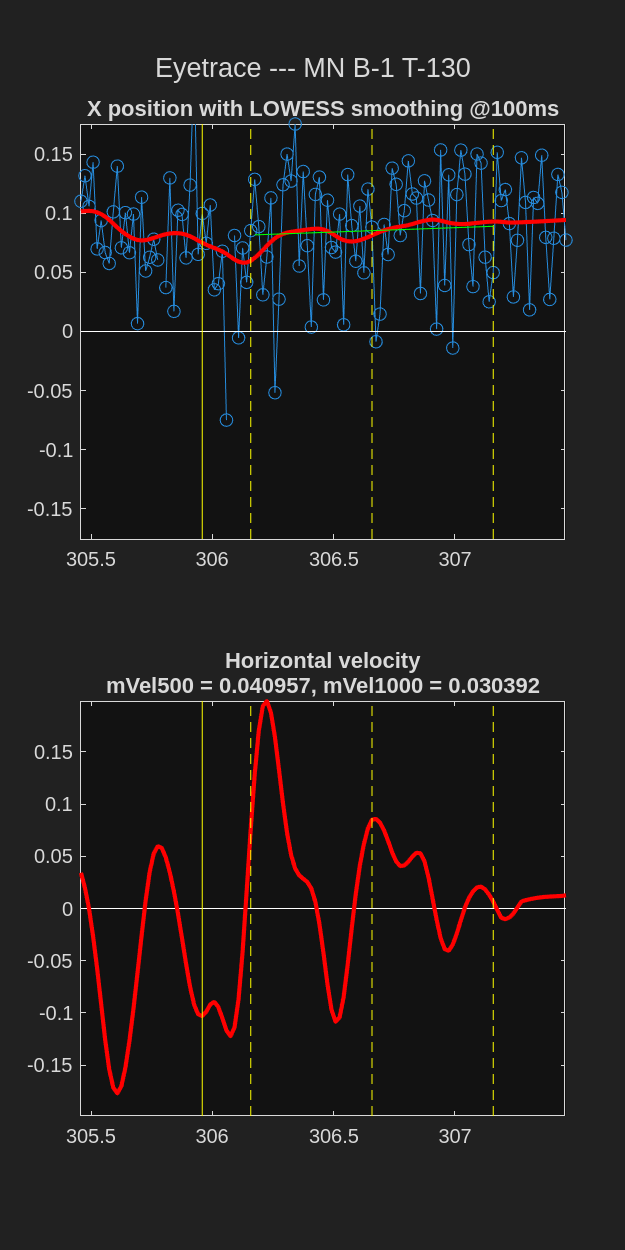 Eyetrace --- MN B-1 T-130
X position with LOWESS smoothing @100ms
0.15
0.1
0.05
0
-0.05
-0.1
-0.15
305.5 306 306.5 307
Horizontal velocity
mVel500 = 0.040957, mVel1000 = 0.030392
0.15
0.1
0.05
0
-0.05
-0.1
-0.15
305.5 306 306.5 307